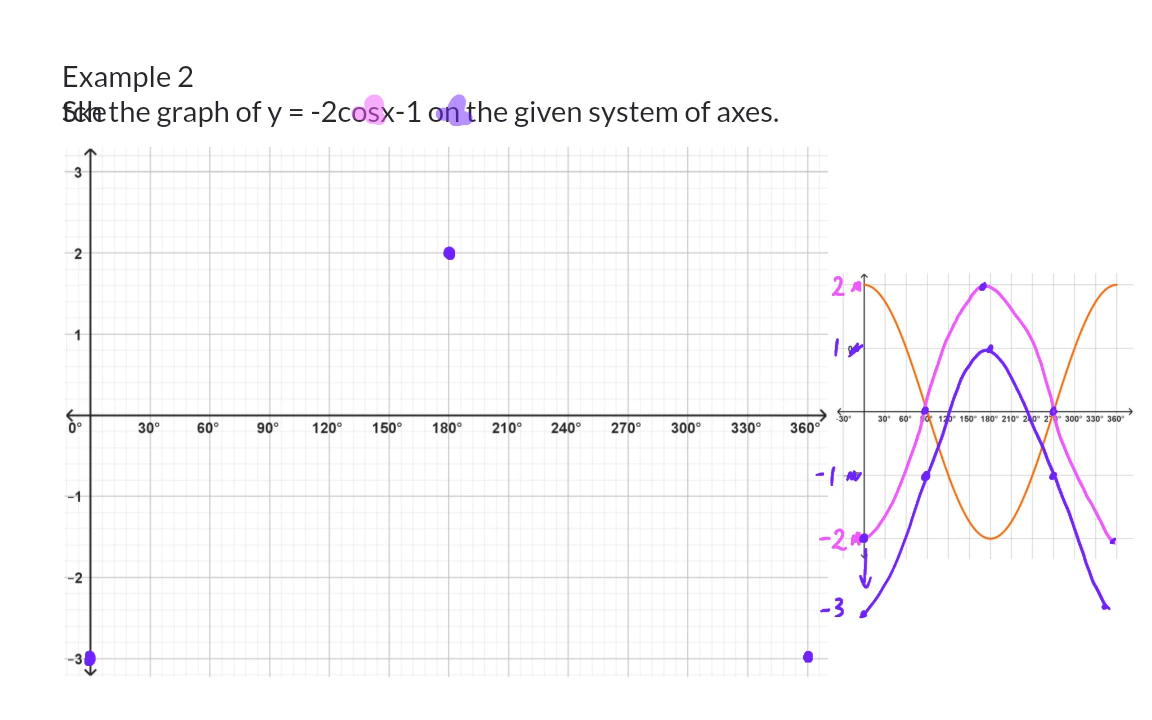 Example 2
Sketch the graph of y = -2cosx-1 on the given system of axes.
3
2
1
0° 30° 60° 90° 120° 150° 180° 210° 240° 270° 300° 330° 360°
-1
-2
-3
2
1
-30° 30° 60° 120° 150° 180° 210° 300° 330° 360°
-1
-2
-3